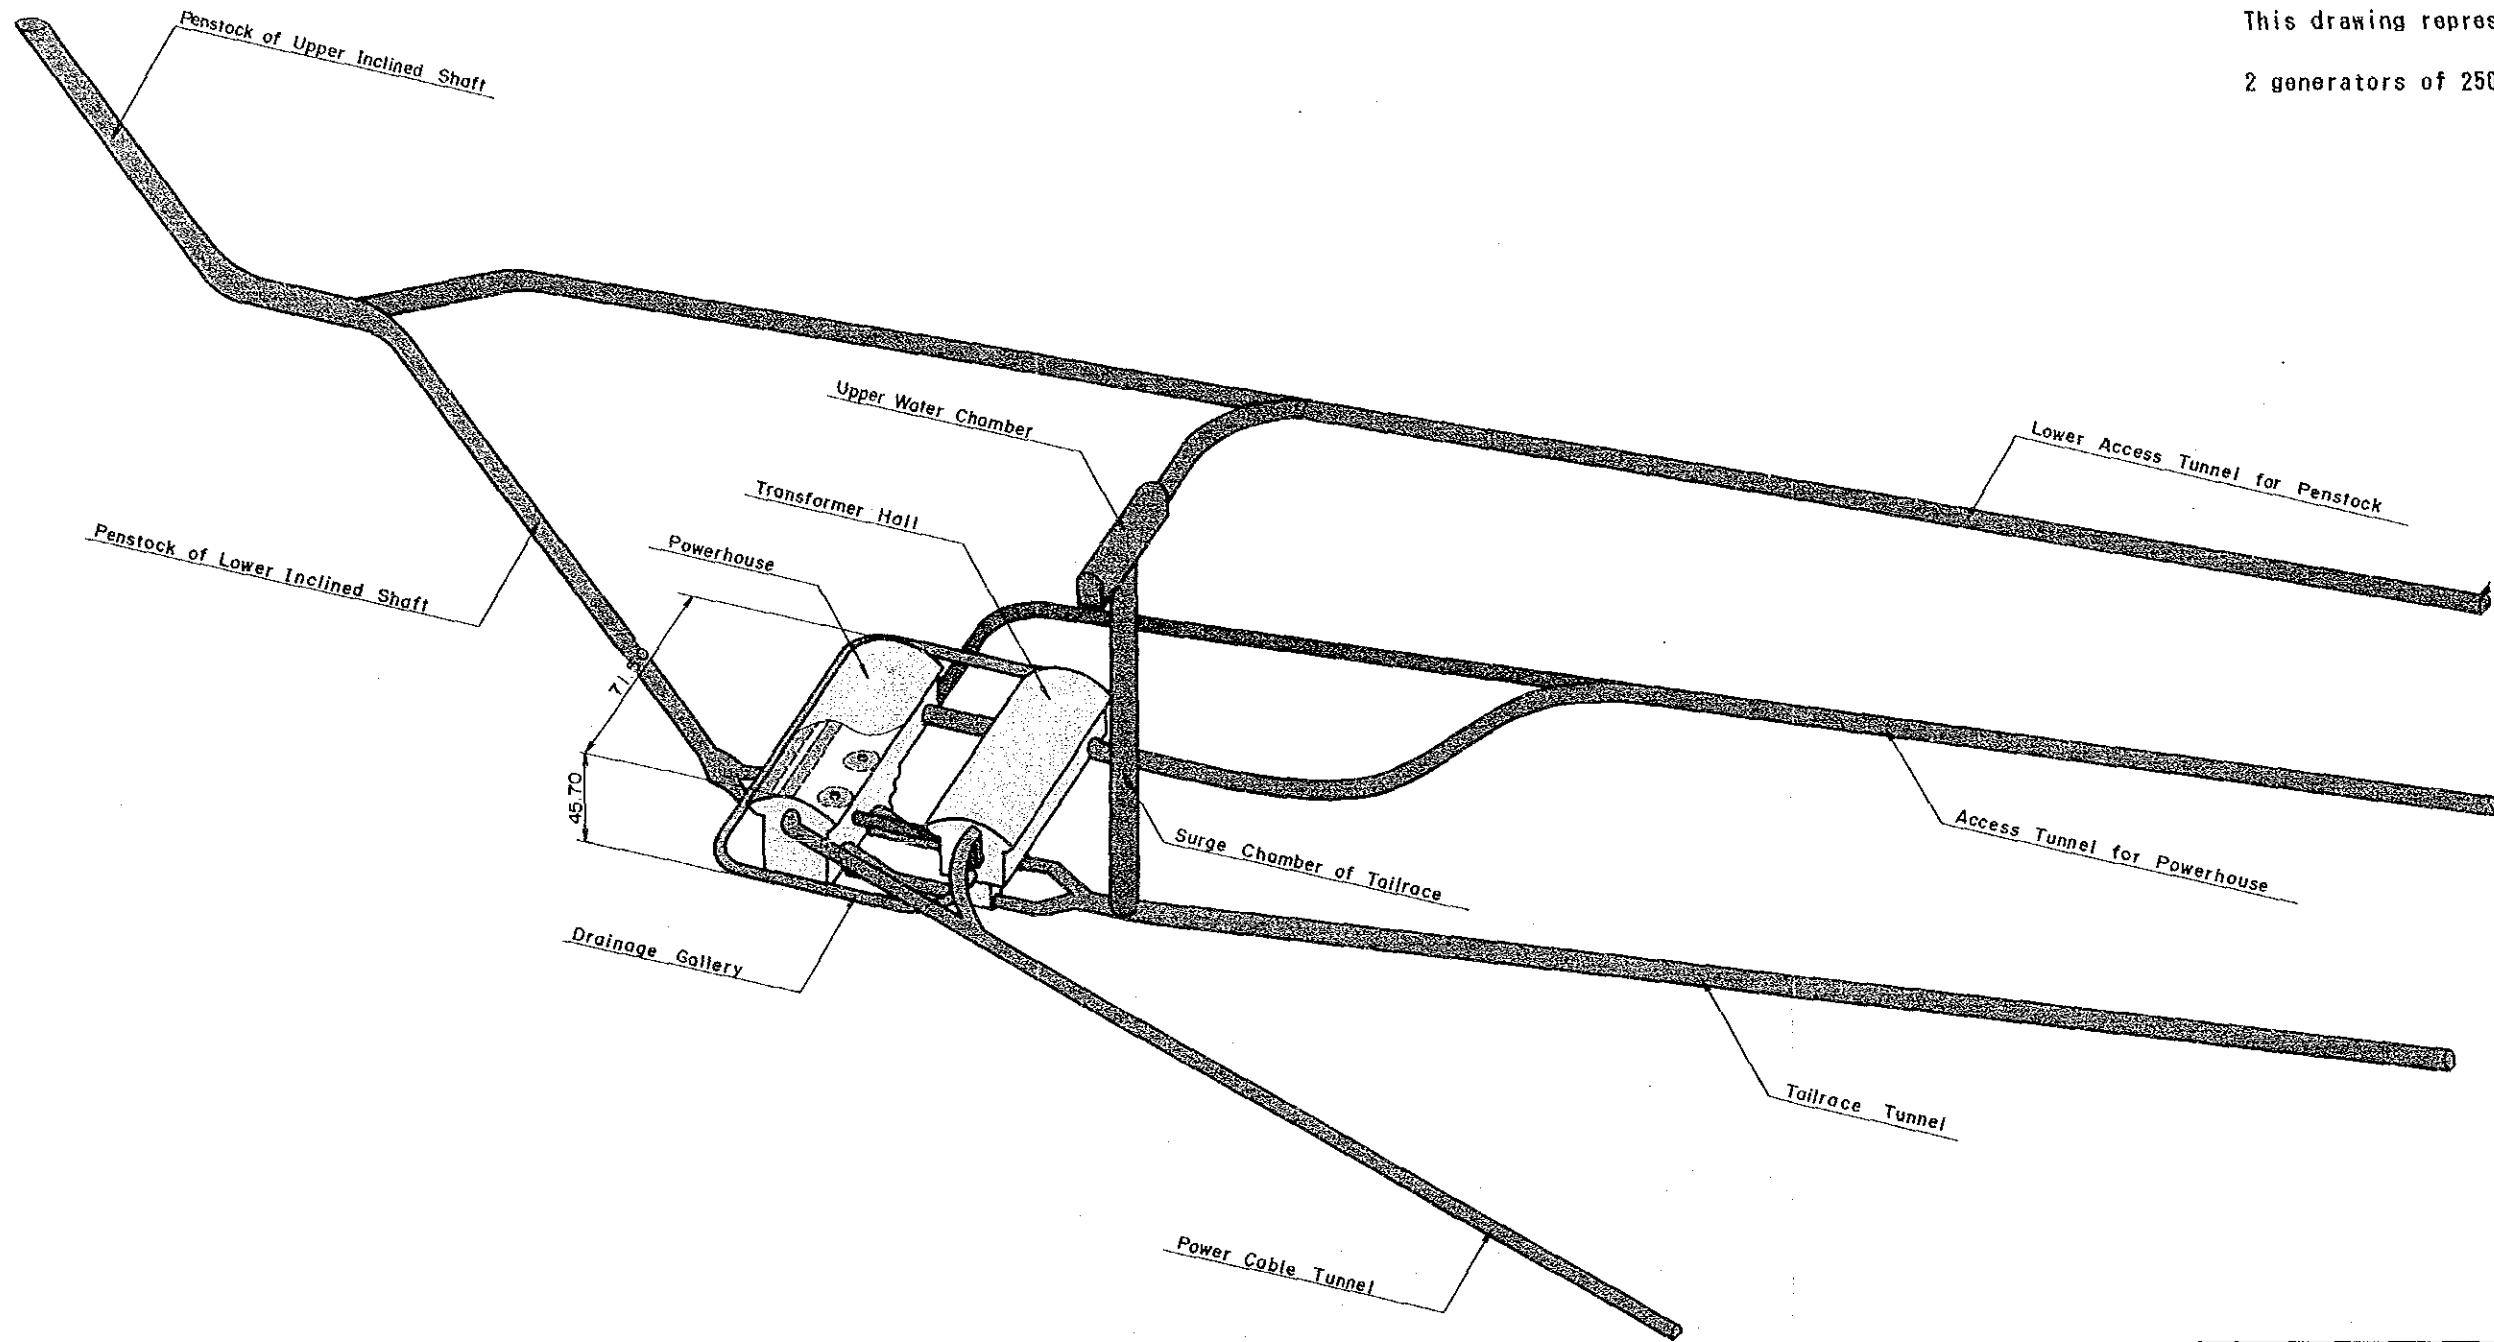 This drawing repres
2 generators of 250
Penstock of Upper Inclined Shaft
Upper Water Chamber
Lower Access Tunnel for Penstock
Transformer Hall
Powerhouse
Penstock of Lower Inclined Shaft
45.70
Surge Chamber of Tailrace
Access Tunnel for Powerhouse
Drainage Gallery
Tailrace Tunnel
Power Cable Tunnel